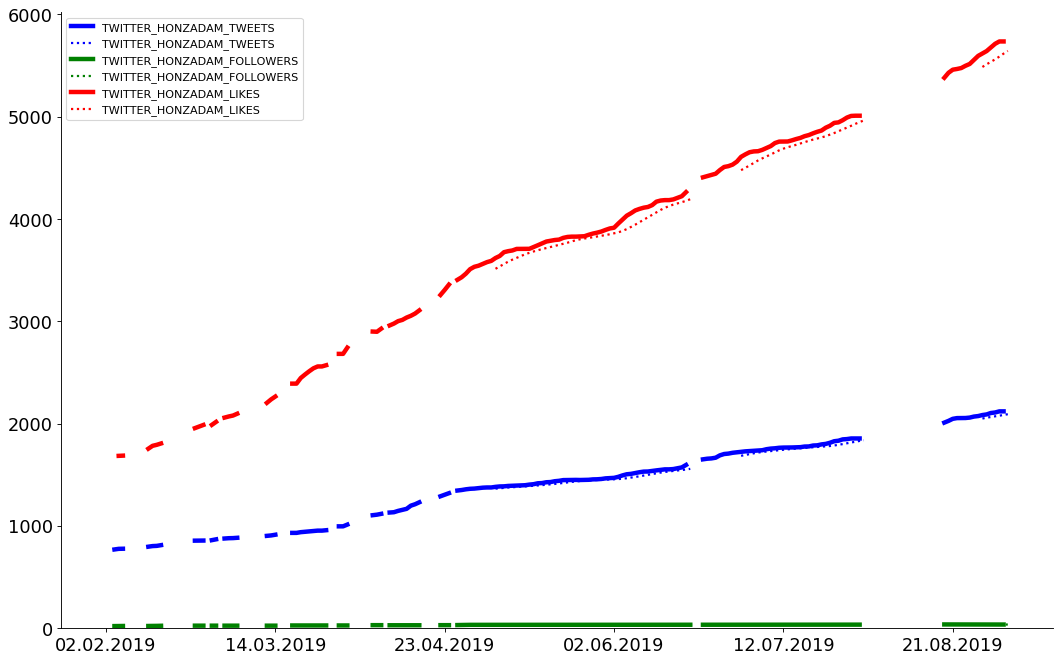 6000
TWITTER_HONZADAM_TWEETS
TWITTER_HONZADAM_TWEETS
TWITTER_HONZADAM_FOLLOWERS
TWITTER_HONZADAM_FOLLOWERS
TWITTER_HONZADAM_LIKES
TWITTER_HONZADAM_LIKES
5000
4000
3000
2000
1000
0
02.02.2019 14.03.2019 23.04.2019 02.06.2019 12.07.2019 21.08.2019